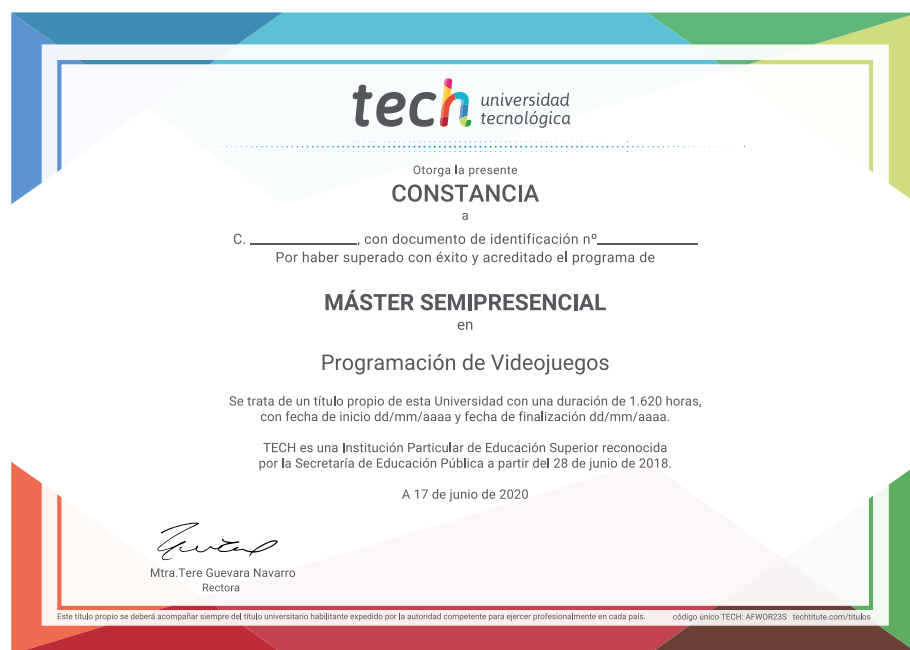 tech universidad
tecnológica
Otorga la presente
CONSTANCIA
a
C. ____________, con documento de identificación nº____________
Por haber superado con éxito y acreditado el programa de
MÁSTER SEMIPRESENCIAL
en
Programación de Videojuegos
Se trata de un título propio de esta Universidad con una duración de 1.620 horas,
con fecha de inicio dd/mm/aaaa y fecha de finalización dd/mm/aaaa.
TECH es una Institución Particular de Educación Superior reconocida
por la Secretaría de Educación Pública a partir del 28 de junio de 2018.
A 17 de junio de 2020
Mtra.Tere Guevara Navarro
Rectora
Este título propio se deberá acompañar siempre del título universitario habilitante expedido por la autoridad competente para ejercer profesionalmente en cada país. código único TECH: AFWOR23S techtitute.com/titulos